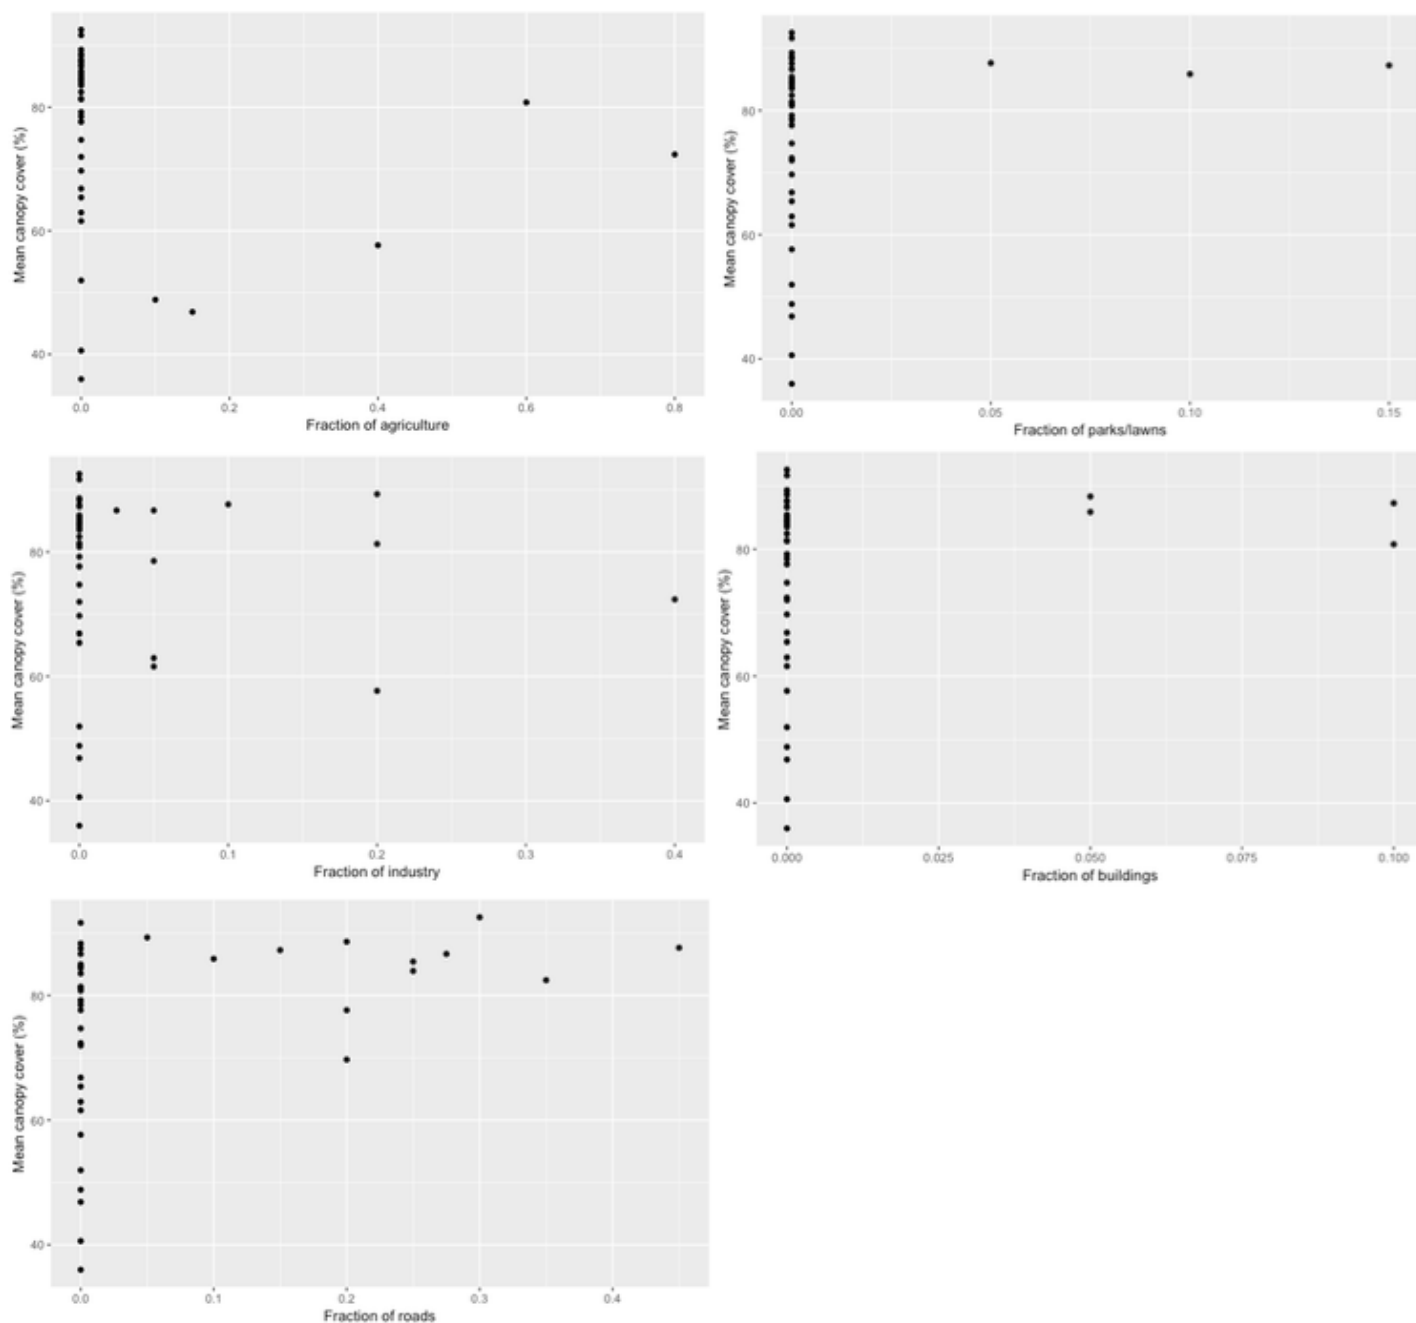 Mean canopy cover (%)
80
60
40
0.0 0.2 0.4 0.6 0.8
Fraction of agriculture
Mean canopy cover (%)
80
60
40
0.00 0.05 0.10 0.15
Fraction of parks/lawns
Mean canopy cover (%)
80
60
40
0.0 0.1 0.2 0.3 0.4
Fraction of industry
Mean canopy cover (%)
80
60
40
0.000 0.025 0.050 0.075 0.100
Fraction of buildings
Mean canopy cover (%)
80
60
40
0.0 0.1 0.2 0.3 0.4
Fraction of roads